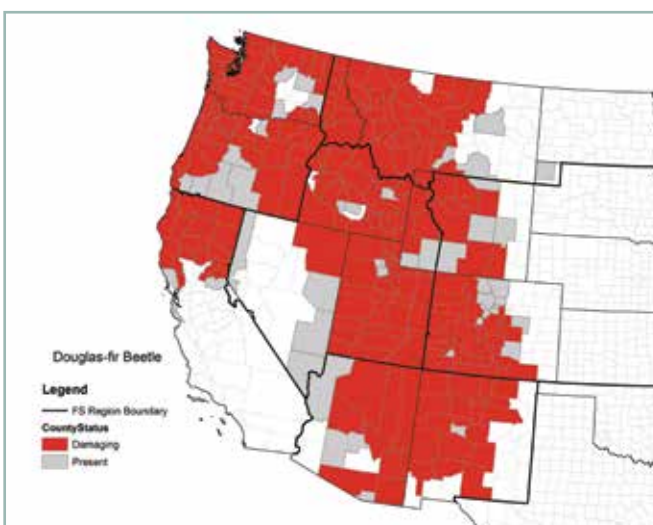 Douglas-fir Beetle
Legend
FS Region Boundary
CountyStatus
Damaging
Present